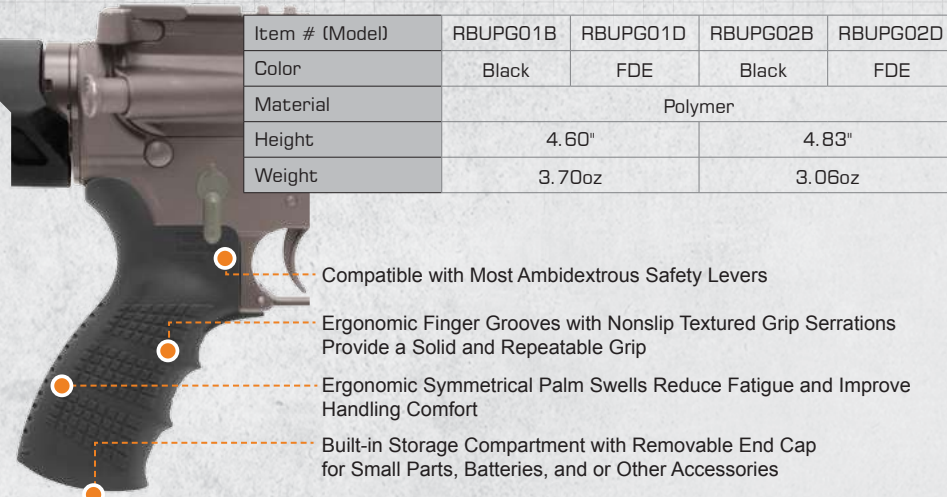 Item # (Model) RBUPG01B RBUPG01D RBUPG02B RBUPG02D
Color Black FDE Black FDE
Material Polymer
Height 4.60" 4.83"
Weight 3.70oz 3.06oz
Compatible with Most Ambidextrous Safety Levers
Ergonomic Finger Grooves with Nonslip Textured Grip Serrations
Provide a Solid and Repeatable Grip
Ergonomic Symmetrical Palm Swells Reduce Fatigue and Improve
Handling Comfort
Built-in Storage Compartment with Removable End Cap
for Small Parts, Batteries, and or Other Accessories